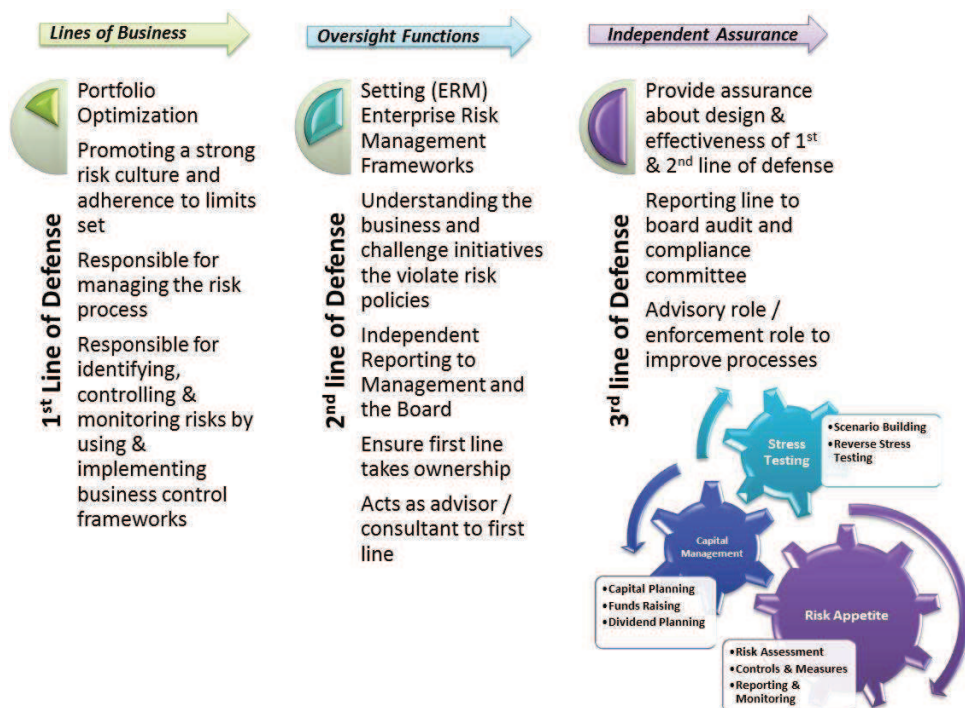 Lines of Business
Oversight Functions
Independent Assurance
1st Line of Defense
Portfolio
Optimization
Promoting a strong
risk culture and
adherence to limits
set
Responsible for
managing the risk
process
Responsible for
identifying,
controlling &
monitoring risks by
using &
implementing
business control
frameworks
2nd line of Defense
Setting (ERM)
Enterprise Risk
Management
Frameworks
Understanding the
business and
challenge initiatives
the violate risk
policies
Independent
Reporting to
Management and
the Board
Ensure first line
takes ownership
Acts as advisor /
consultant to first
line
3rd line of Defense
Provide assurance
about design &
effectiveness of 1st
& 2nd line of defense
Reporting line to
board audit and
compliance
committee
Advisory role /
enforcement role to
improve processes
Stress
Testing
•Scenario Building
•Reverse Stress
Testing
Capital
Management
•Capital Planning
•Funds Raising
•Dividend Planning
Risk Appetite
•Risk Assessment
•Controls & Measures
•Reporting &
Monitoring